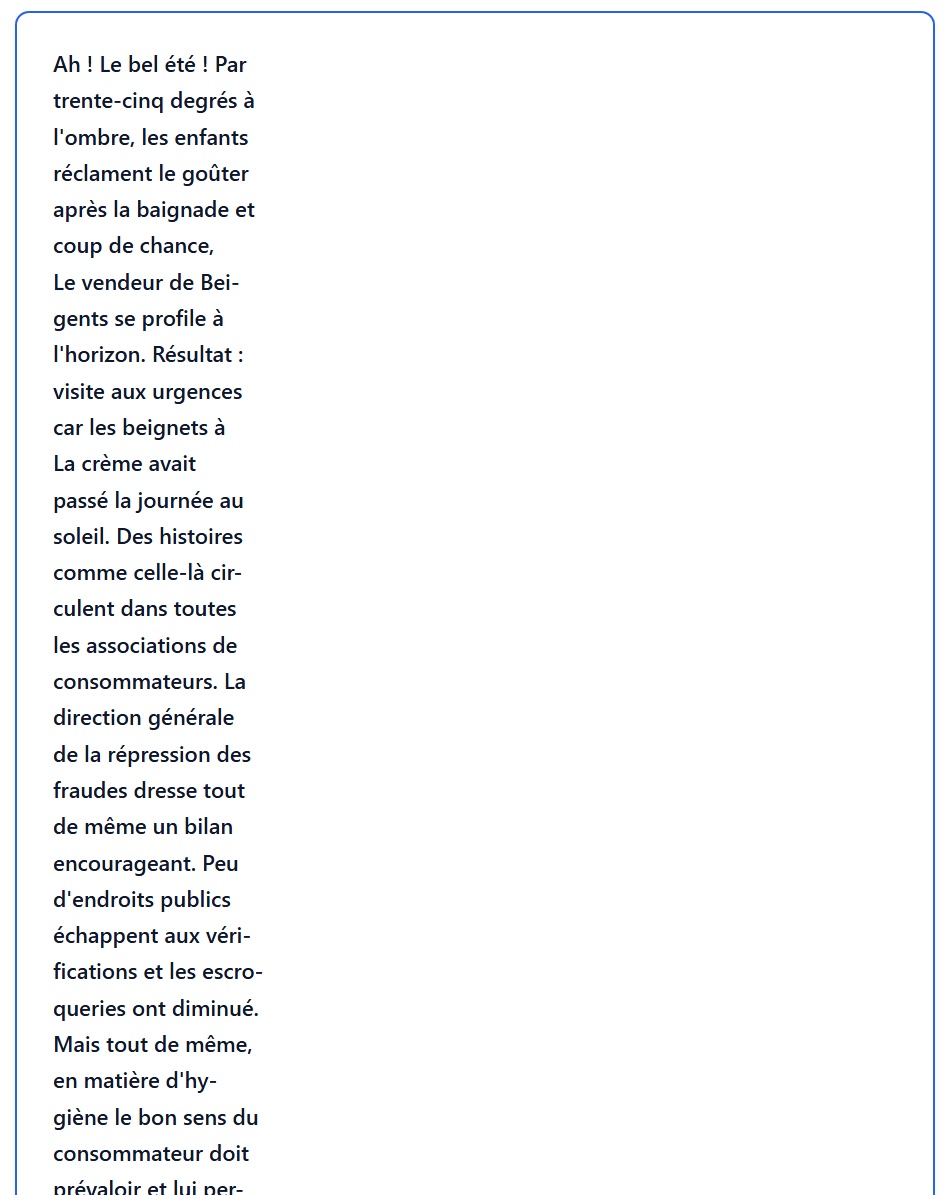 Ah ! Le bel été ! Par
trente-cinq degrés à
l'ombre, les enfants
réclament le goûter
après la baignade et
coup de chance,
Le vendeur de Bei-
gents se profile à
l'horizon. Résultat :
visite aux urgences
car les beignets à
La crème avait
passé la journée au
soleil. Des histoires
comme celle-là cir-
culent dans toutes
les associations de
consommateurs. La
direction générale
de la répression des
fraudes dresse tout
de même un bilan
encourageant. Peu
d'endroits publics
échappent aux véri-
fications et les escro-
queries ont diminué.
Mais tout de même,
en matière d'hy-
giène le bon sens du
consommateur doit
prévaloir et lui per-